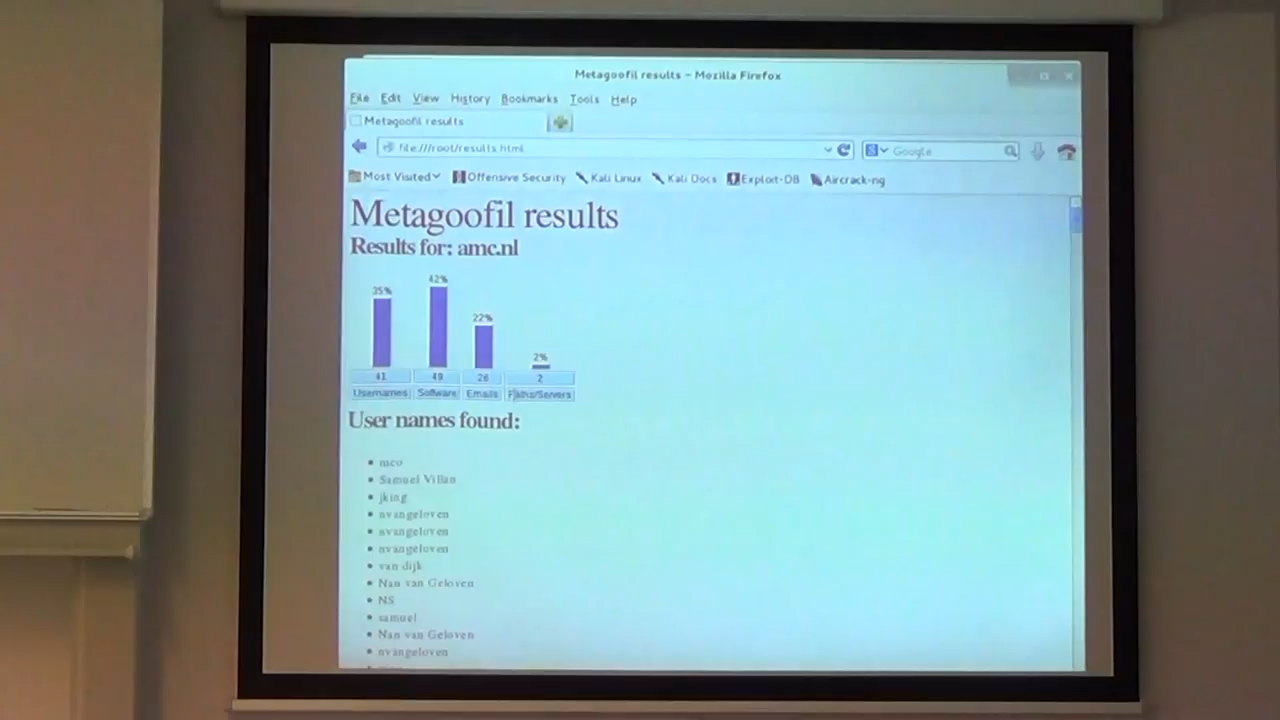 Metagoofil results - Mozilla Firefox
File Edit View History Bookmarks Tools Help
Metagoofil results
file:///root/results.html
Google
Most Visited Offensive Security Kali Linux Kali Docs Exploit-DB Aircrack-ng
Metagoofil results
Results for: amc.nl
35% 42% 22% 2%
41 49 26 2
Usernames Software Emails Paths/Servers
User names found:
mco
Samuel Villan
jking
nvangeloven
nvangeloven
nvangeloven
van dijk
Nan van Geloven
NS
samuel
Nan van Geloven
nvangeloven